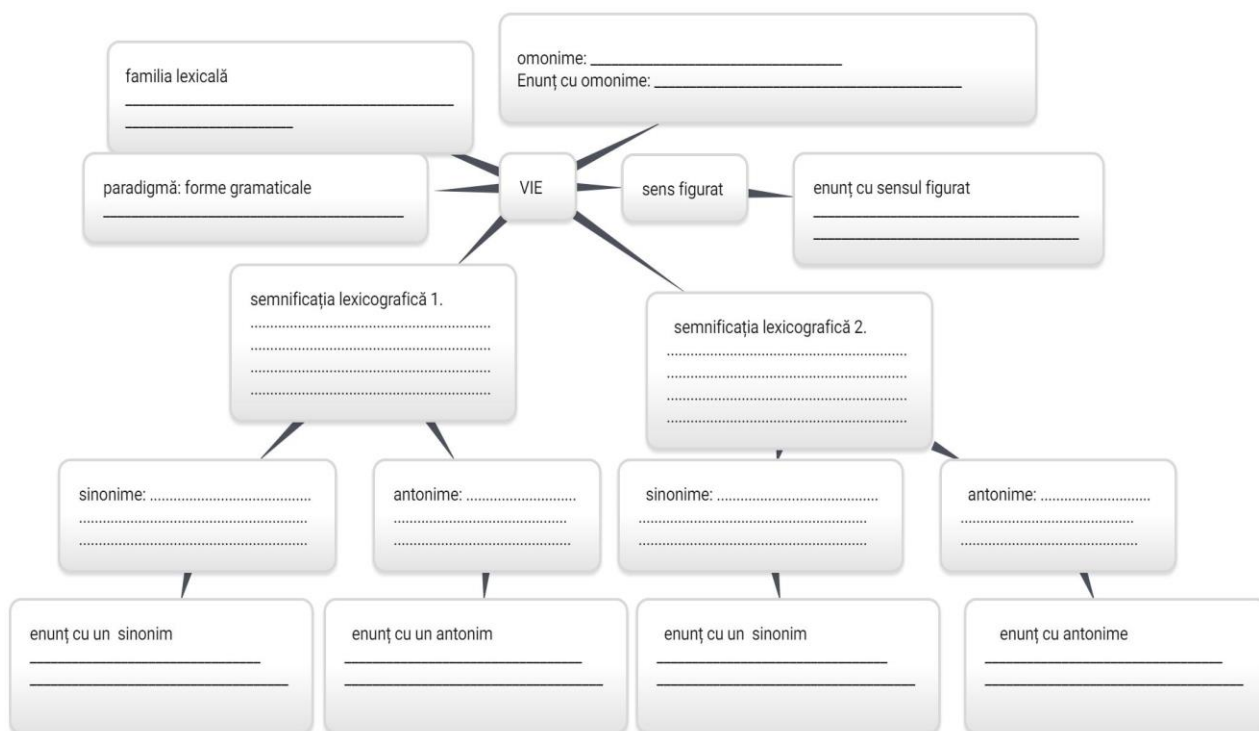 familia lexicală
omonime: ______________________________
Enunț cu omonime: _____________________________________
paradigmă: forme gramaticale
VIE
sens figurat
enunț cu sensul figurat
semnificația lexicografică 1.
semnificația lexicografică 2.
sinonime: ..........................................
antonime: ............................
sinonime: ..........................................
antonime: ............................
enunț cu un sinonim
enunț cu un antonim
enunț cu un sinonim
enunț cu antonime